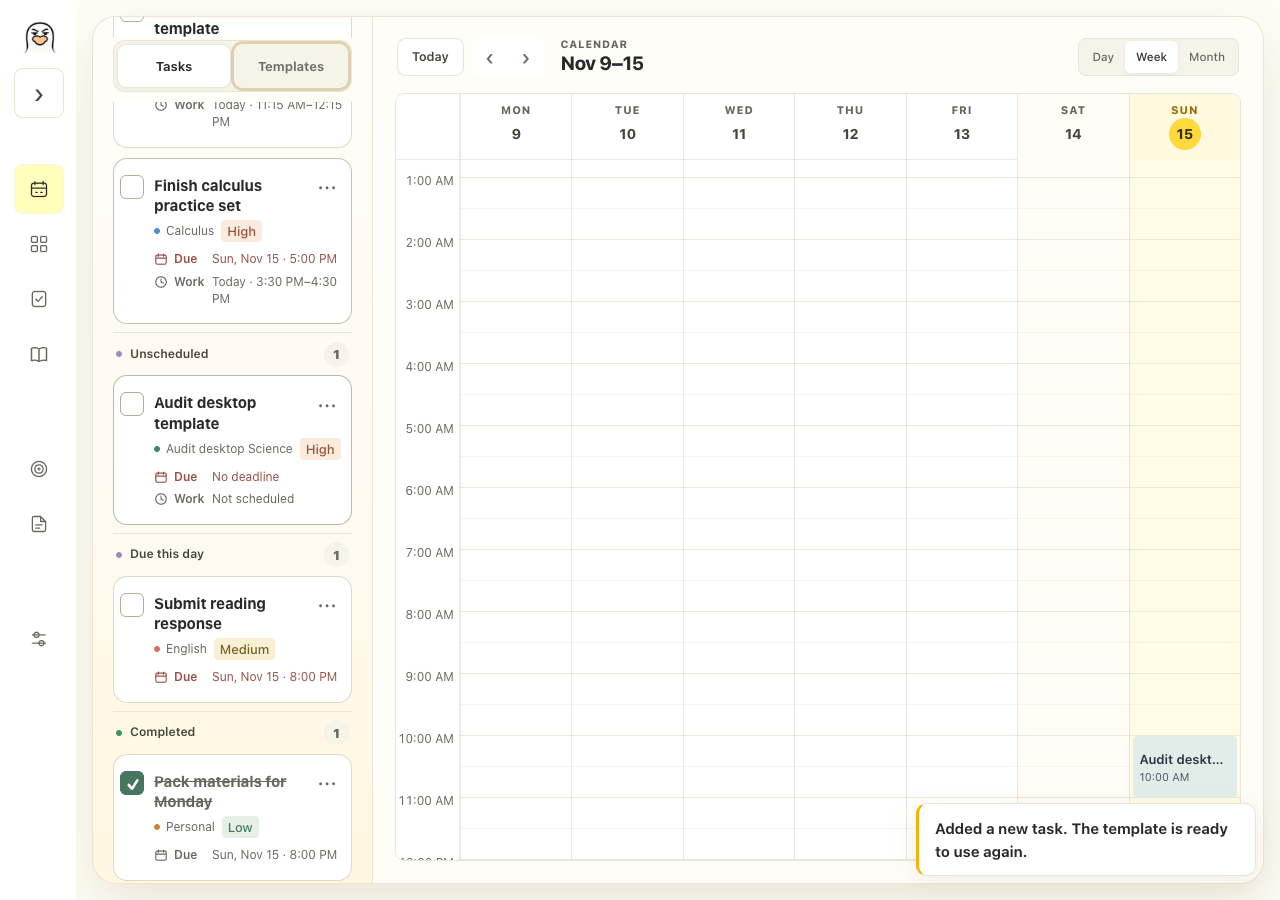 template
Tasks
Templates
Work Today · 11:15 AM–12:15
PM
Finish calculus
practice set
Calculus High
Due Sun, Nov 15 · 5:00 PM
Work Today · 3:30 PM–4:30
PM
Unscheduled 1
Audit desktop
template
Audit desktop Science High
Due No deadline
Work Not scheduled
Due this day 1
Submit reading
response
English Medium
Due Sun, Nov 15 · 8:00 PM
Completed 1
Pack materials for
Monday
Personal Low
Due Sun, Nov 15 · 8:00 PM
Today
CALENDAR
Nov 9–15
Day Week Month
MON TUE WED THU FRI SAT SUN
9 10 11 12 13 14 15
1:00 AM
2:00 AM
3:00 AM
4:00 AM
5:00 AM
6:00 AM
7:00 AM
8:00 AM
9:00 AM
10:00 AM
11:00 AM
Audit deskt...
10:00 AM
Added a new task. The template is ready
to use again.